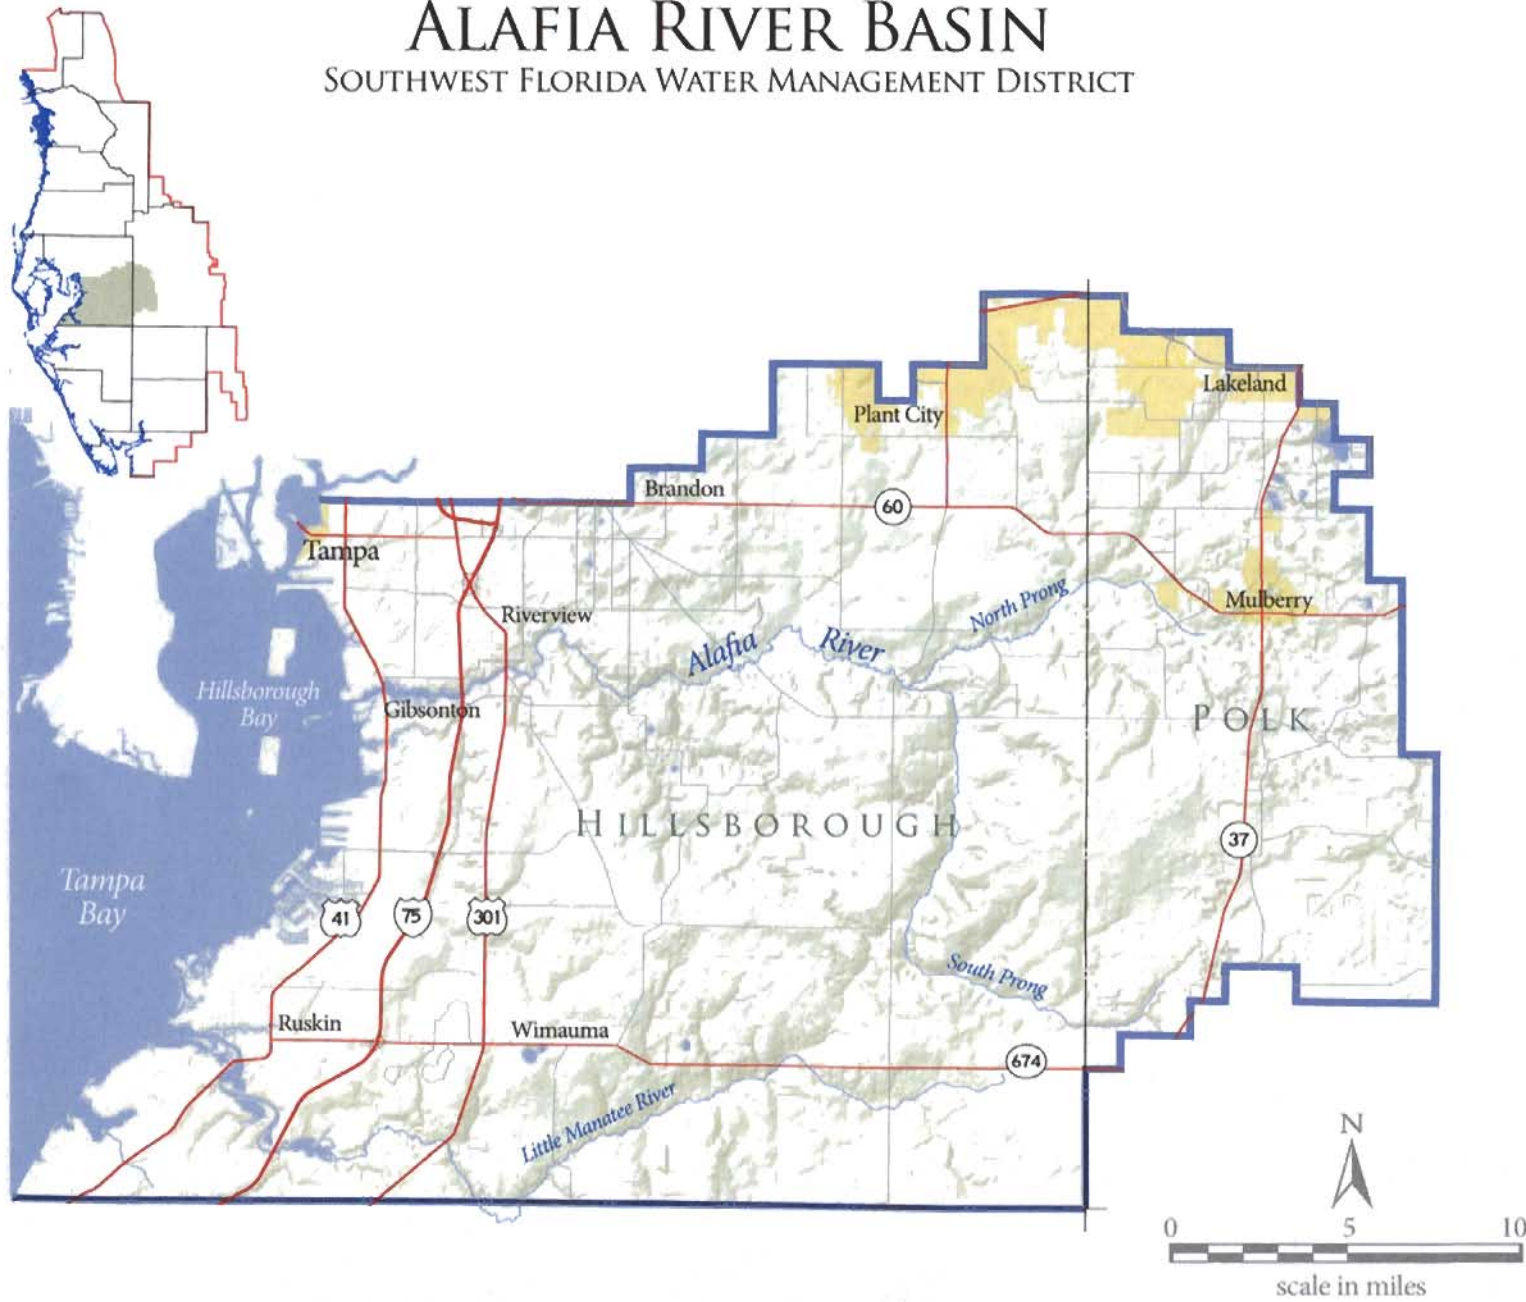 ALAFIA RIVER BASIN
SOUTHWEST FLORIDA WATER MANAGEMENT DISTRICT
Lakeland
Plant City
Brandon
60
Tampa
North Prong
Mulberry
Riverview
Alafia River
Hillsborough
Bay
Gibsonton
POLK
HILLSBOROUGH
37
Tampa
Bay
41
75
301
South Prong
Ruskin
Wimauma
674
Little Manatee River
N
0 5 10
scale in miles